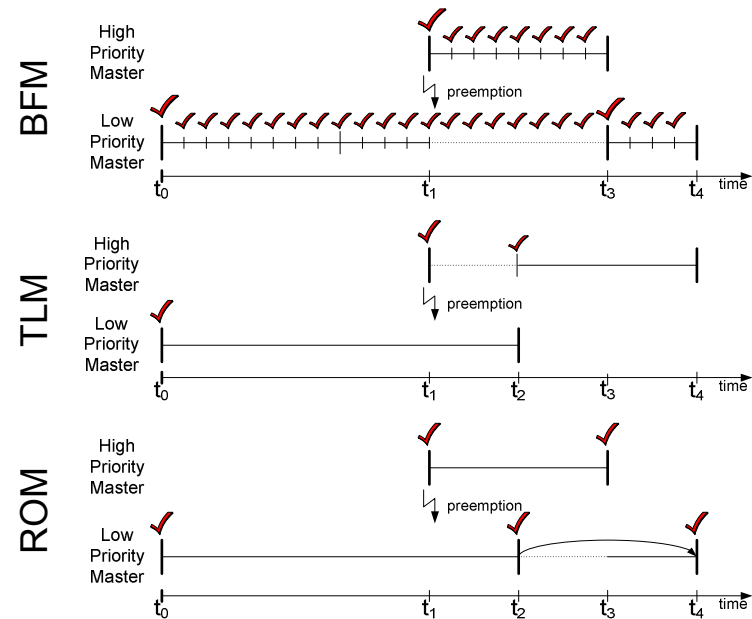 BFM
High
Priority
Master
preemption
Low
Priority
Master
t0 t1 t3 t4 time
TLM
High
Priority
Master
preemption
Low
Priority
Master
t0 t1 t2 t3 t4 time
ROM
High
Priority
Master
preemption
Low
Priority
Master
t0 t1 t2 t3 t4 time